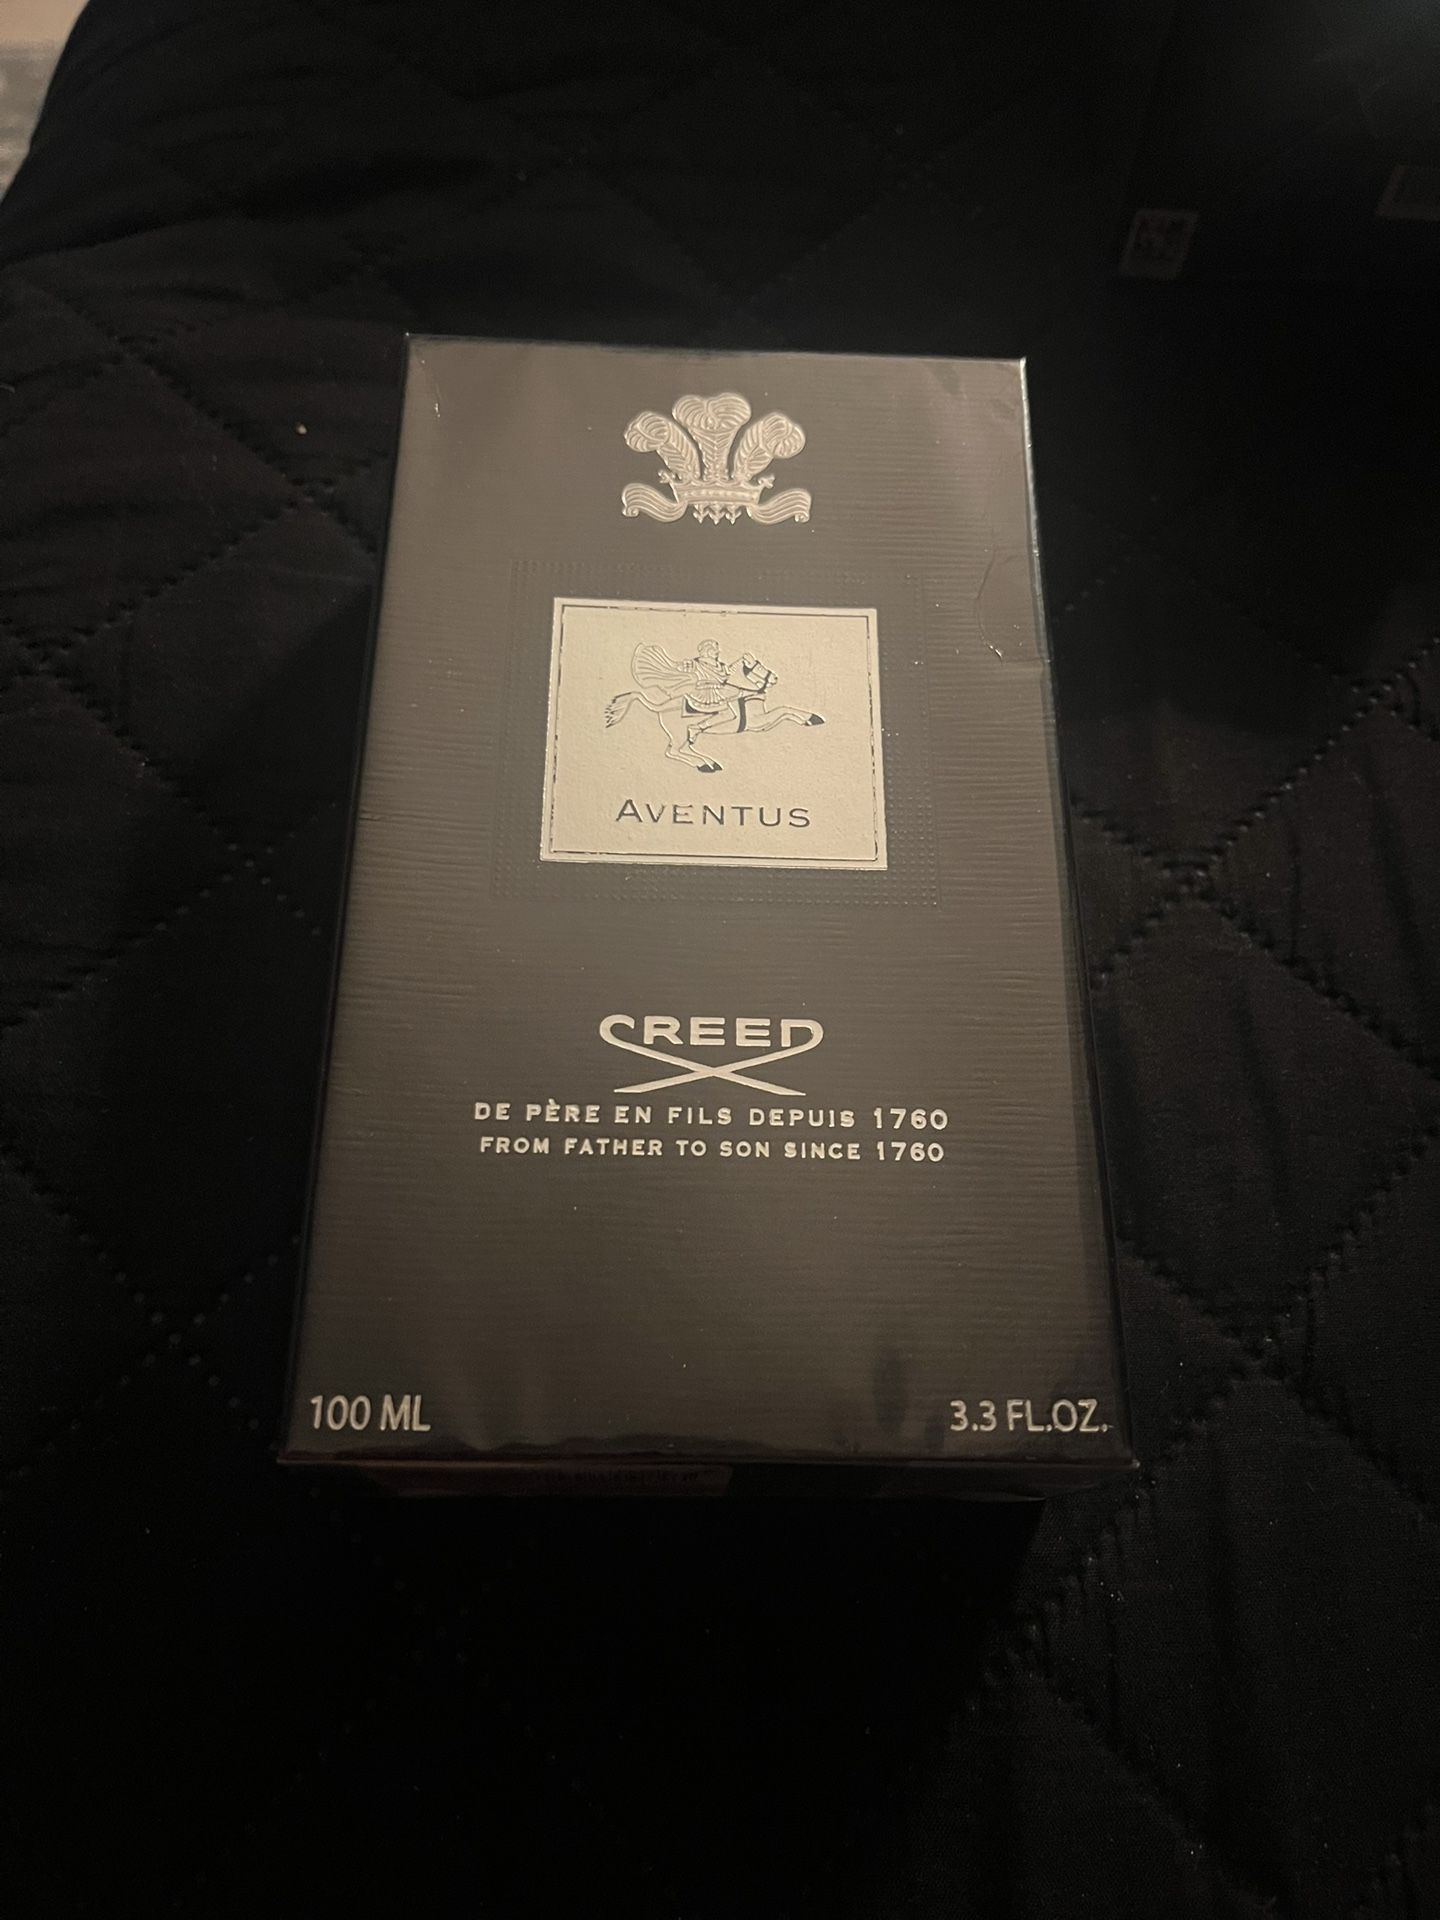 AVENTUS
CREED
DE PÈRE EN FILS DEPUIS 1760
FROM FATHER TO SON SINCE 1760
100 ML
3.3 FL.OZ.